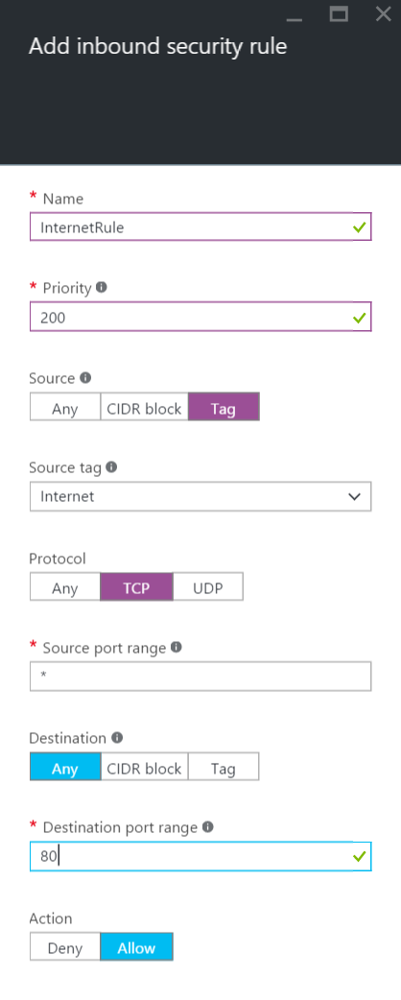 Add inbound security rule
* Name
InternetRule
* Priority
200
Source
Any CIDR block Tag
Source tag
Internet
Protocol
Any TCP UDP
* Source port range
*
Destination
Any CIDR block Tag
* Destination port range
80
Action
Deny Allow